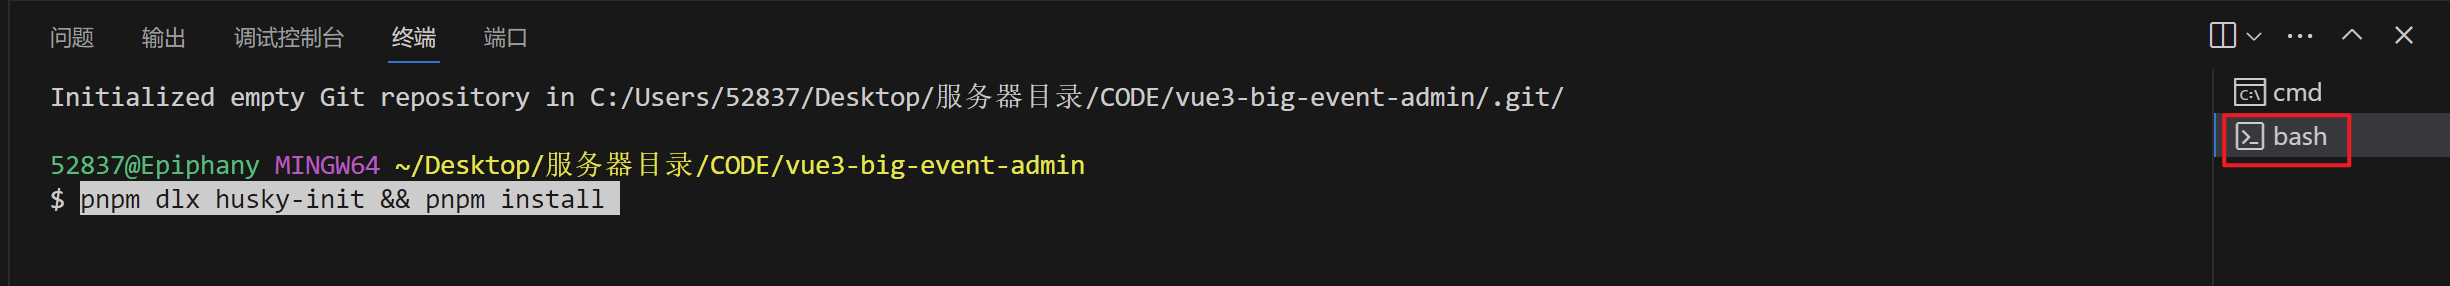 问题 输出 调试控制台 终端 端口
Initialized empty Git repository in C:/Users/52837/Desktop/服务器目录/CODE/vue3-big-event-admin/.git/
52837@Epiphany MINGW64 ~/Desktop/服务器目录/CODE/vue3-big-event-admin
$ pnpm dlx husky-init && pnpm install
cmd
bash